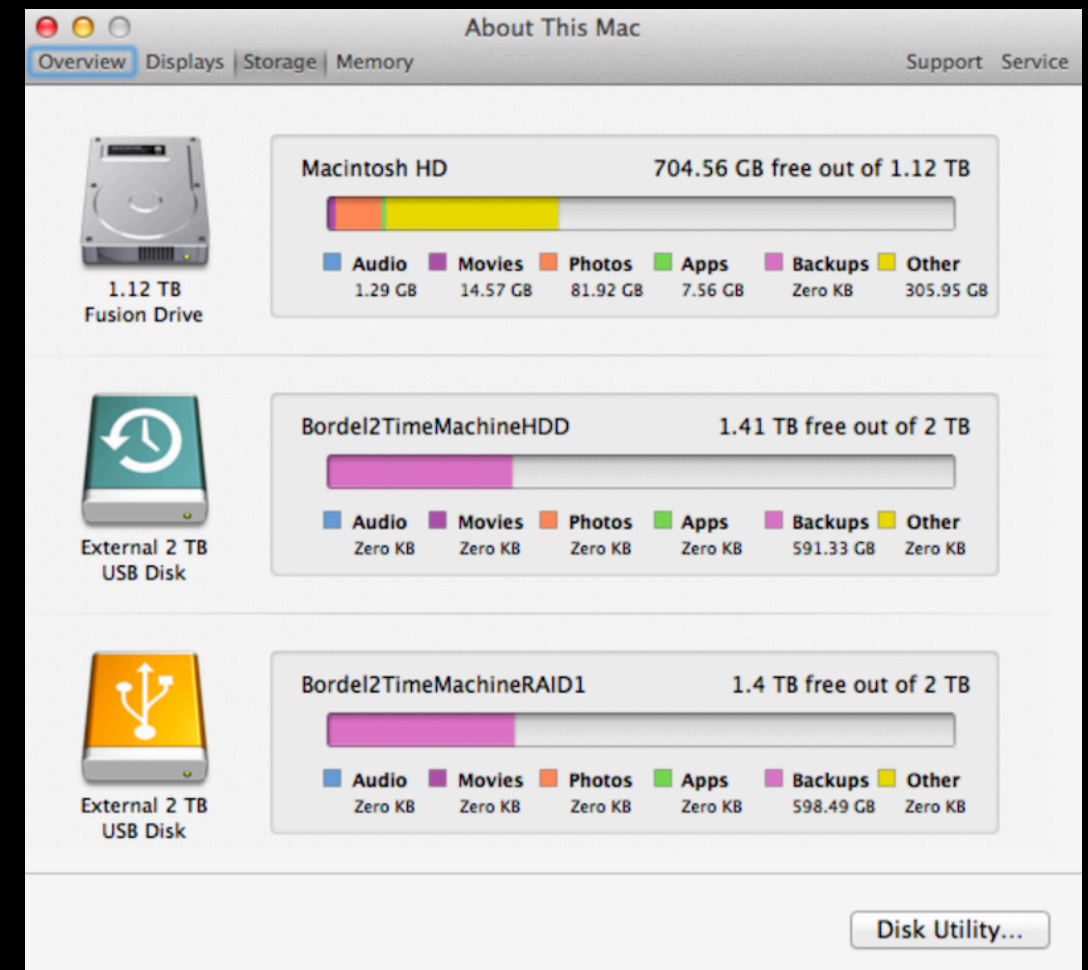 About This Mac
Overview Displays Storage Memory Support Service
Macintosh HD 704.56 GB free out of 1.12 TB
Audio Movies Photos Apps Backups Other
1.29 GB 14.57 GB 81.92 GB 7.56 GB Zero KB 305.95 GB
1.12 TB
Fusion Drive
Bordel2TimeMachineHDD 1.41 TB free out of 2 TB
Audio Movies Photos Apps Backups Other
Zero KB Zero KB Zero KB Zero KB 591.33 GB Zero KB
External 2 TB
USB Disk
Bordel2TimeMachineRAID1 1.4 TB free out of 2 TB
Audio Movies Photos Apps Backups Other
Zero KB Zero KB Zero KB Zero KB 598.49 GB Zero KB
External 2 TB
USB Disk
Disk Utility...